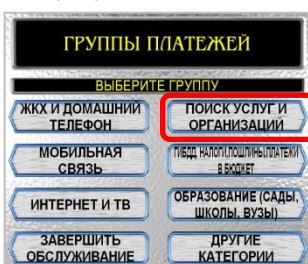 ГРУППЫ ПЛАТЕЖЕЙ
ВЫБЕРИТЕ ГРУППУ
ЖКХ И ДОМАШНИЙ
ТЕЛЕФОН
ПОИСК УСЛУГ И
ОРГАНИЗАЦИЙ
МОБИЛЬНАЯ
СВЯЗЬ
ГИБДД, НАЛОГИ, ПОШЛИНЫ, ПЛАТЕЖИ
В БЮДЖЕТ
ИНТЕРНЕТ И ТВ
ОБРАЗОВАНИЕ (САДЫ,
ШКОЛЫ, ВУЗЫ)
ЗАВЕРШИТЬ
ОБСЛУЖИВАНИЕ
ДРУГИЕ
КАТЕГОРИИ